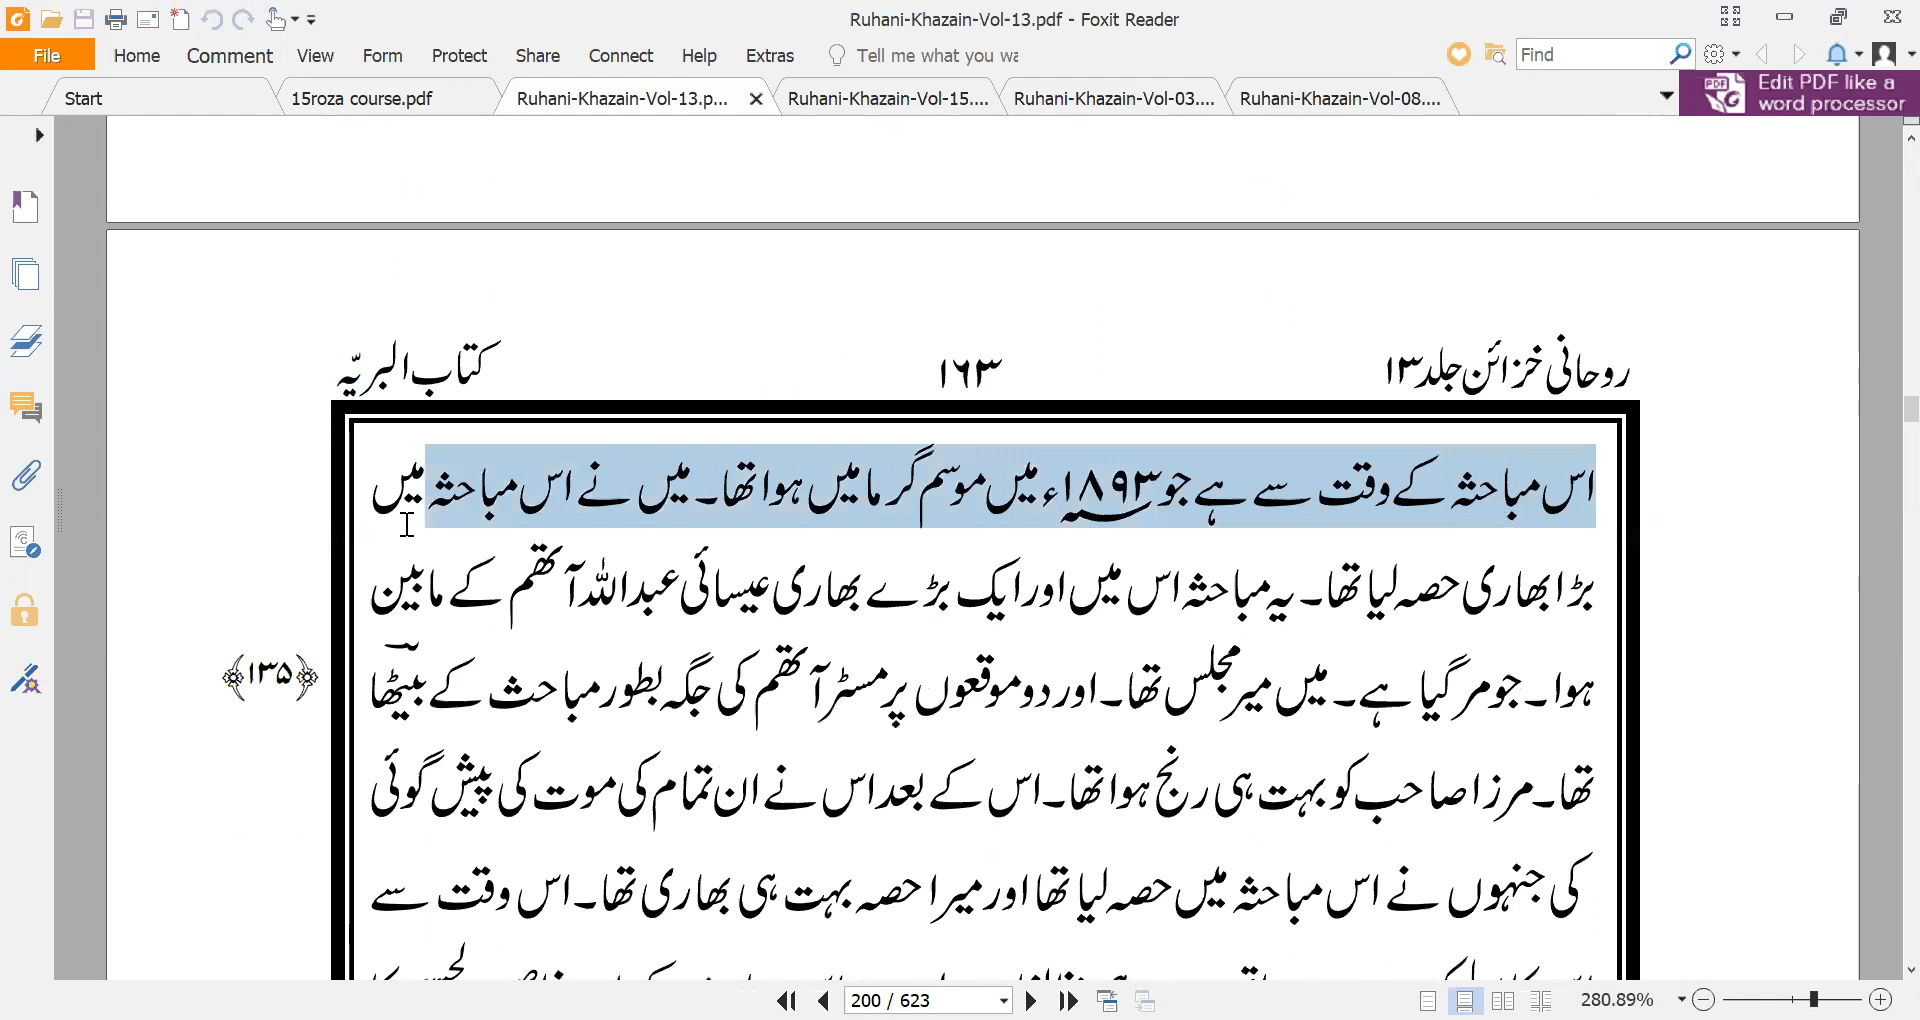 Ruhani-Khazain-Vol-13.pdf - Foxit Reader
File Home Comment View Form Protect Share Connect Help Extras Tell me what you wa Find
Start 15roza course.pdf Ruhani-Khazain-Vol-13.p... Ruhani-Khazain-Vol-15.... Ruhani-Khazain-Vol-03.... Ruhani-Khazain-Vol-08....
Edit PDF like a
word processor
روحانی خزائن جلد ۱۳ ۱۶۳ کتاب البریّہ
اس مباحثہ کے وقت سے ہے جو ۱۸۹۳ء میں موسم گرما میں ہوا تھا۔ میں نے اس مباحثہ میں
بڑا بھاری حصہ لیا تھا۔ یہ مباحثہ اس میں اور ایک بڑے بھاری عیسائی عبداللہ آتھم کے مابین
ہوا۔ جو مر گیا ہے۔ میں میر مجلس تھا۔ اور دو موقعوں پر مسٹر آتھم کی جگہ بطور مباحث کے بیٹھا
﴿۱۳۵﴾
تھا۔ مرزا صاحب کو بہت ہی رنج ہوا تھا۔ اس کے بعد اس نے ان تمام کی موت کی پیش گوئی
کی جنہوں نے اس مباحثہ میں حصہ لیا تھا اور میرا حصہ بہت ہی بھاری تھا۔ اس وقت سے
200 / 623 280.89%